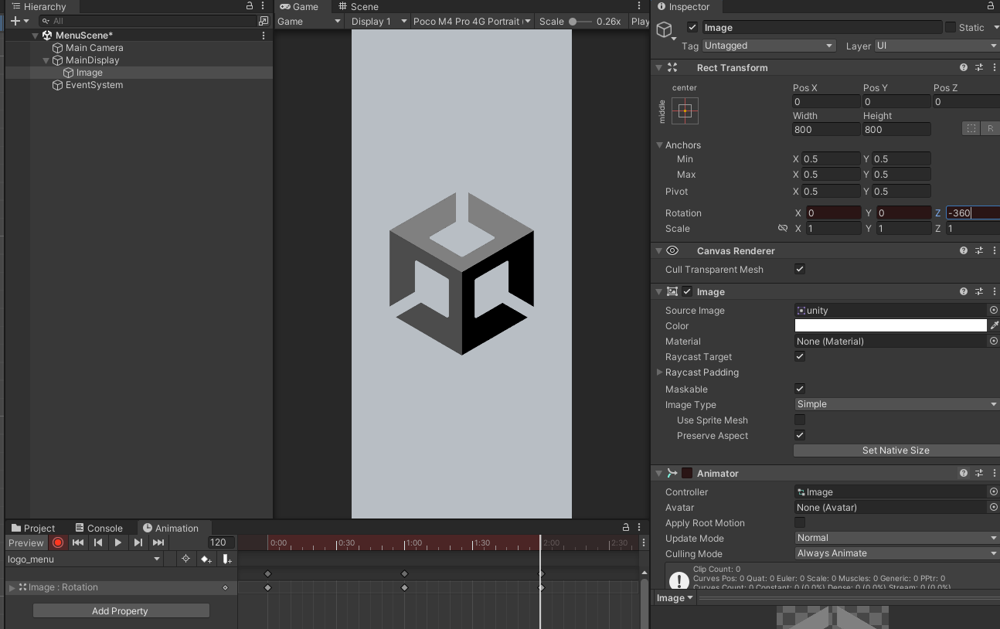 Hierarchy
All
MenuScene*
Main Camera
MainDisplay
Image
EventSystem
Game Scene
Game Display 1 Poco M4 Pro 4G Portrait Scale 0.26x Play
Inspector
Image Static
Tag Untagged Layer UI
Rect Transform
center
middle
Pos X Pos Y Pos Z
0 0 0
Width Height
800 800
R
Anchors
Min X 0.5 Y 0.5
Max X 0.5 Y 0.5
Pivot X 0.5 Y 0.5
Rotation X 0 Y 0 Z -360
Scale X 1 Y 1 Z 1
Canvas Renderer
Cull Transparent Mesh
Image
Source Image unity
Color
Material None (Material)
Raycast Target
Raycast Padding
Maskable
Image Type Simple
Use Sprite Mesh
Preserve Aspect
Set Native Size
Animator
Controller Image
Avatar None (Avatar)
Apply Root Motion
Update Mode Normal
Culling Mode Always Animate
Clip Count: 0
Curves Pos: 0 Quat: 0 Euler: 0 Scale: 0 Muscles: 0 Generic: 0 PPtr: 0
Curves Count: 0 Constant: 0 (0.0%) Dense: 0 (0.0%) Stream: 0 (0.0%)
Image
Project Console Animation
Preview 120 0:00 0:30 1:00 1:30 2:00 2:30
logo_menu
Image : Rotation
Add Property